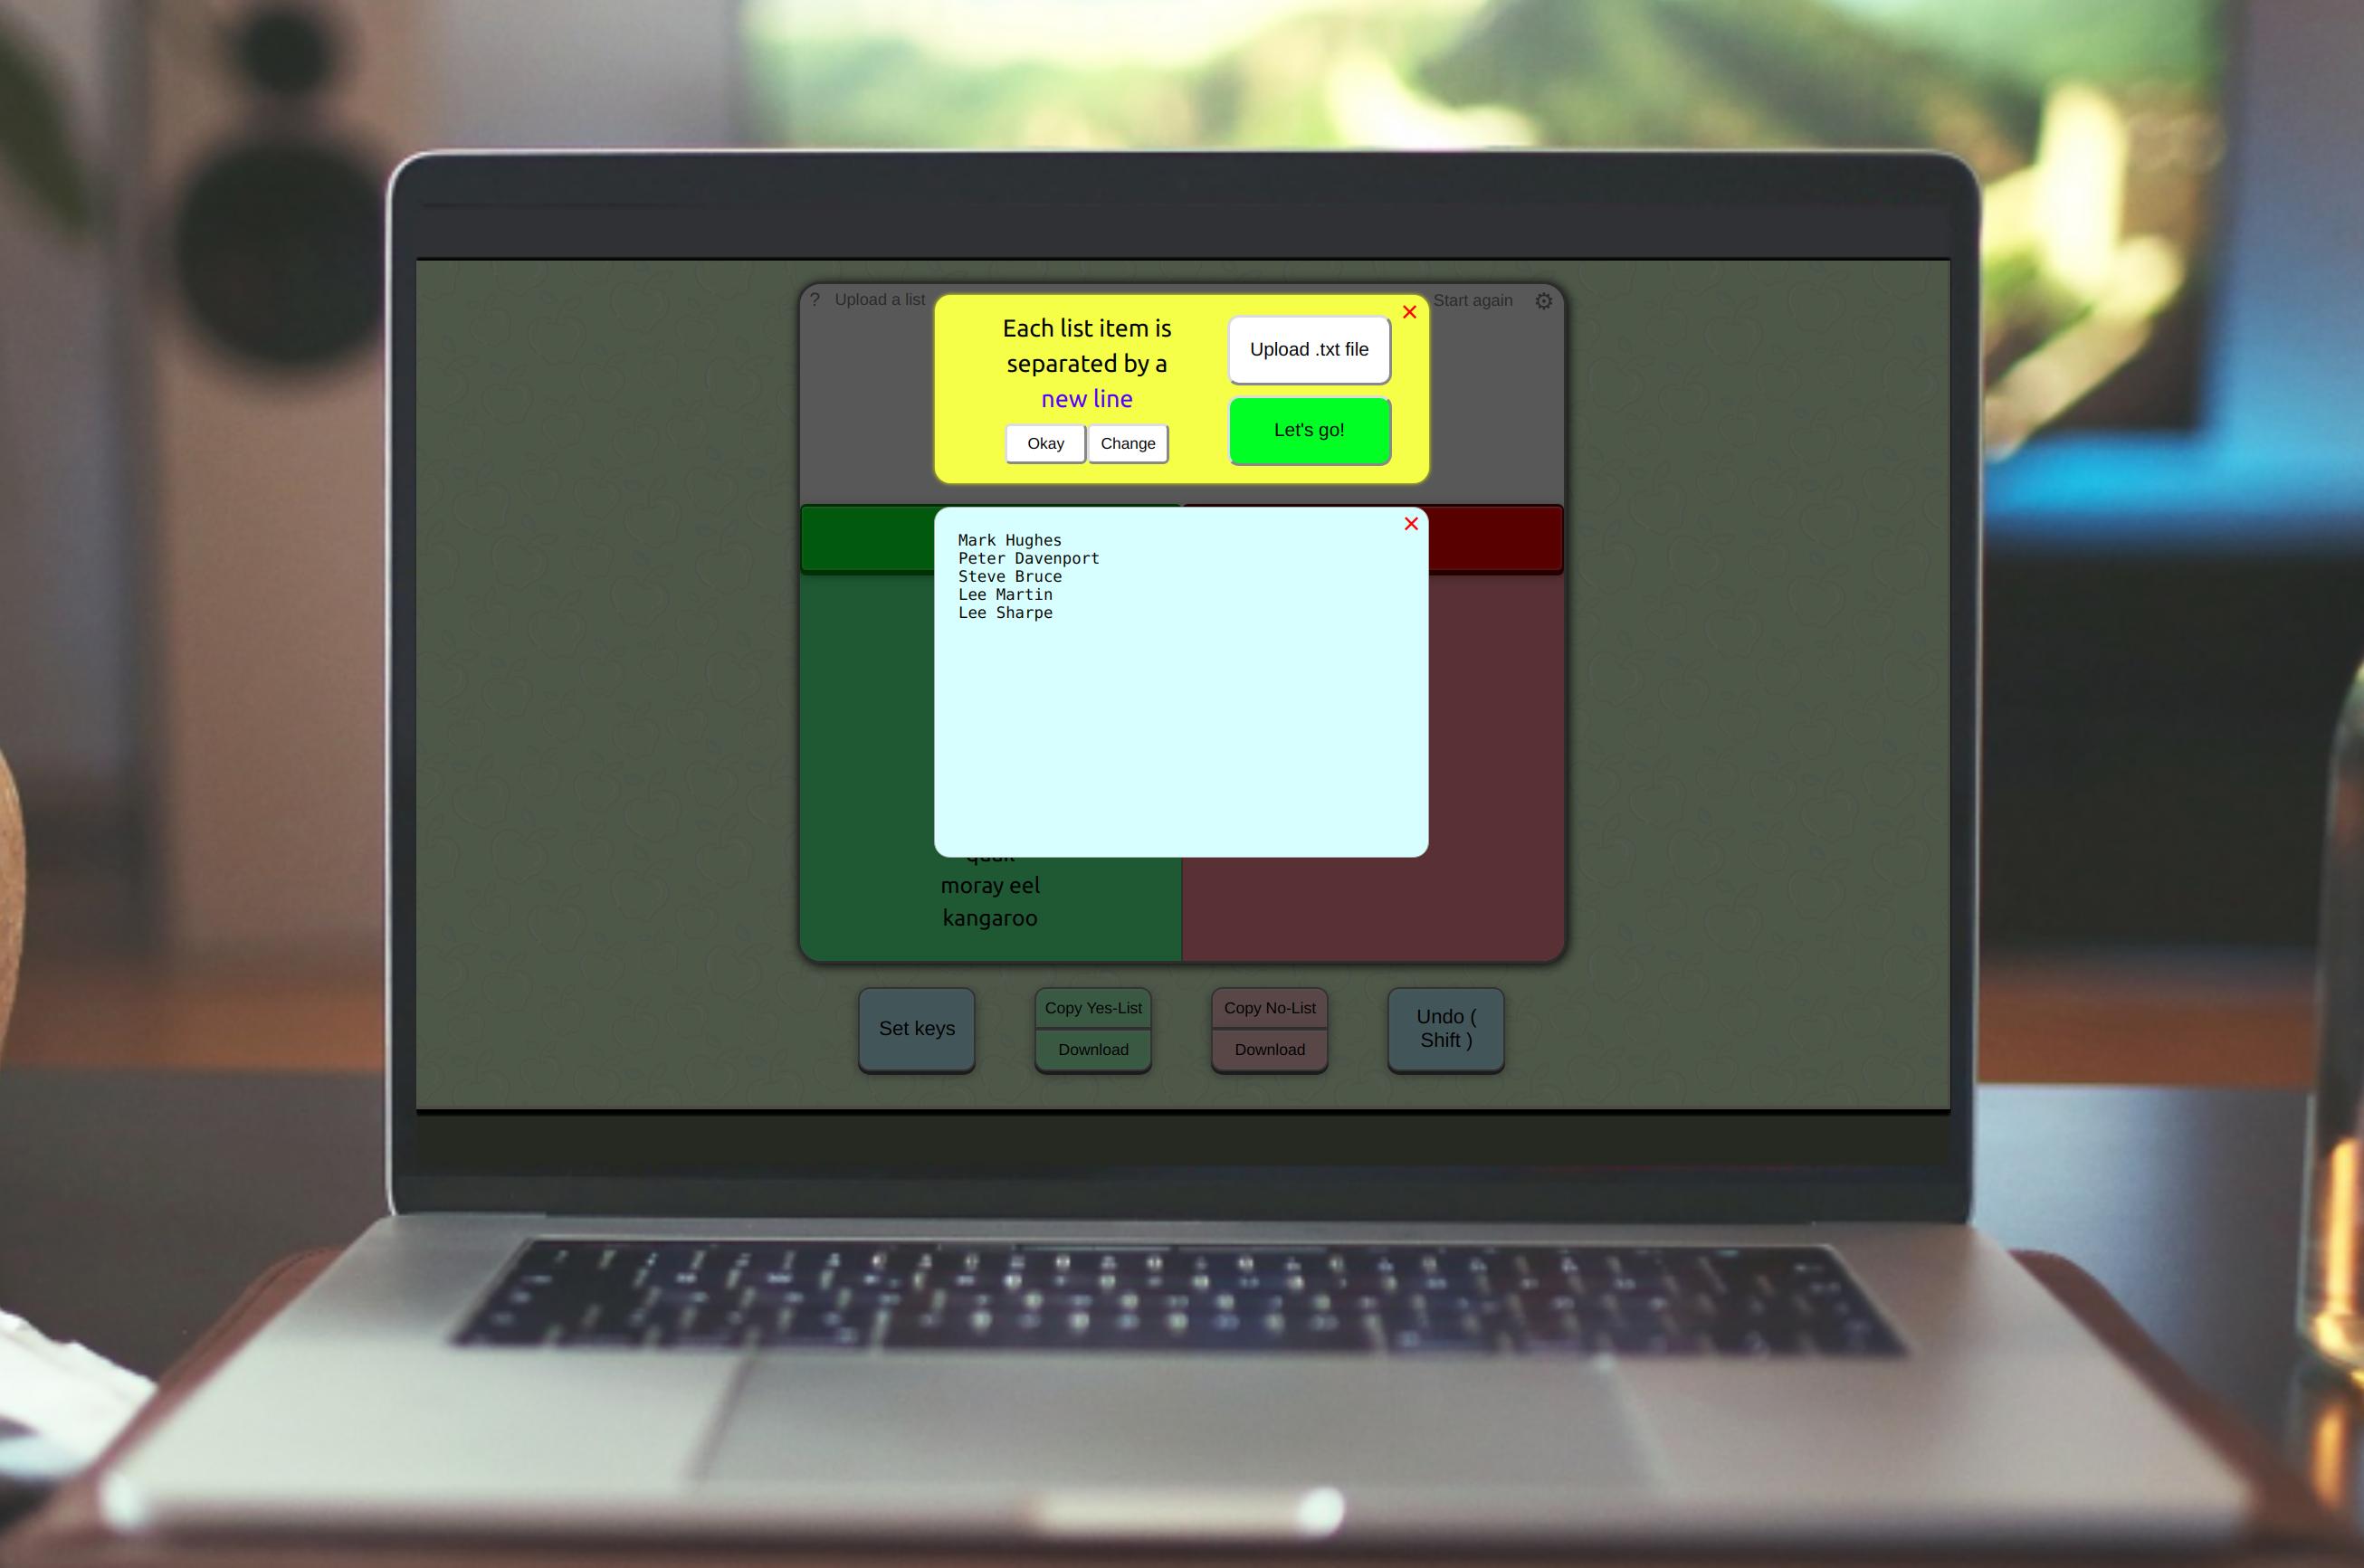 ? Upload a list
Start again ⚙
Each list item is
separated by a
new line
Okay
Change
Upload .txt file
Let's go!
✕
Mark Hughes
Peter Davenport
Steve Bruce
Lee Martin
Lee Sharpe
✕
moray eel
kangaroo
Set keys
Copy Yes-List
Download
Copy No-List
Download
Undo (
Shift )